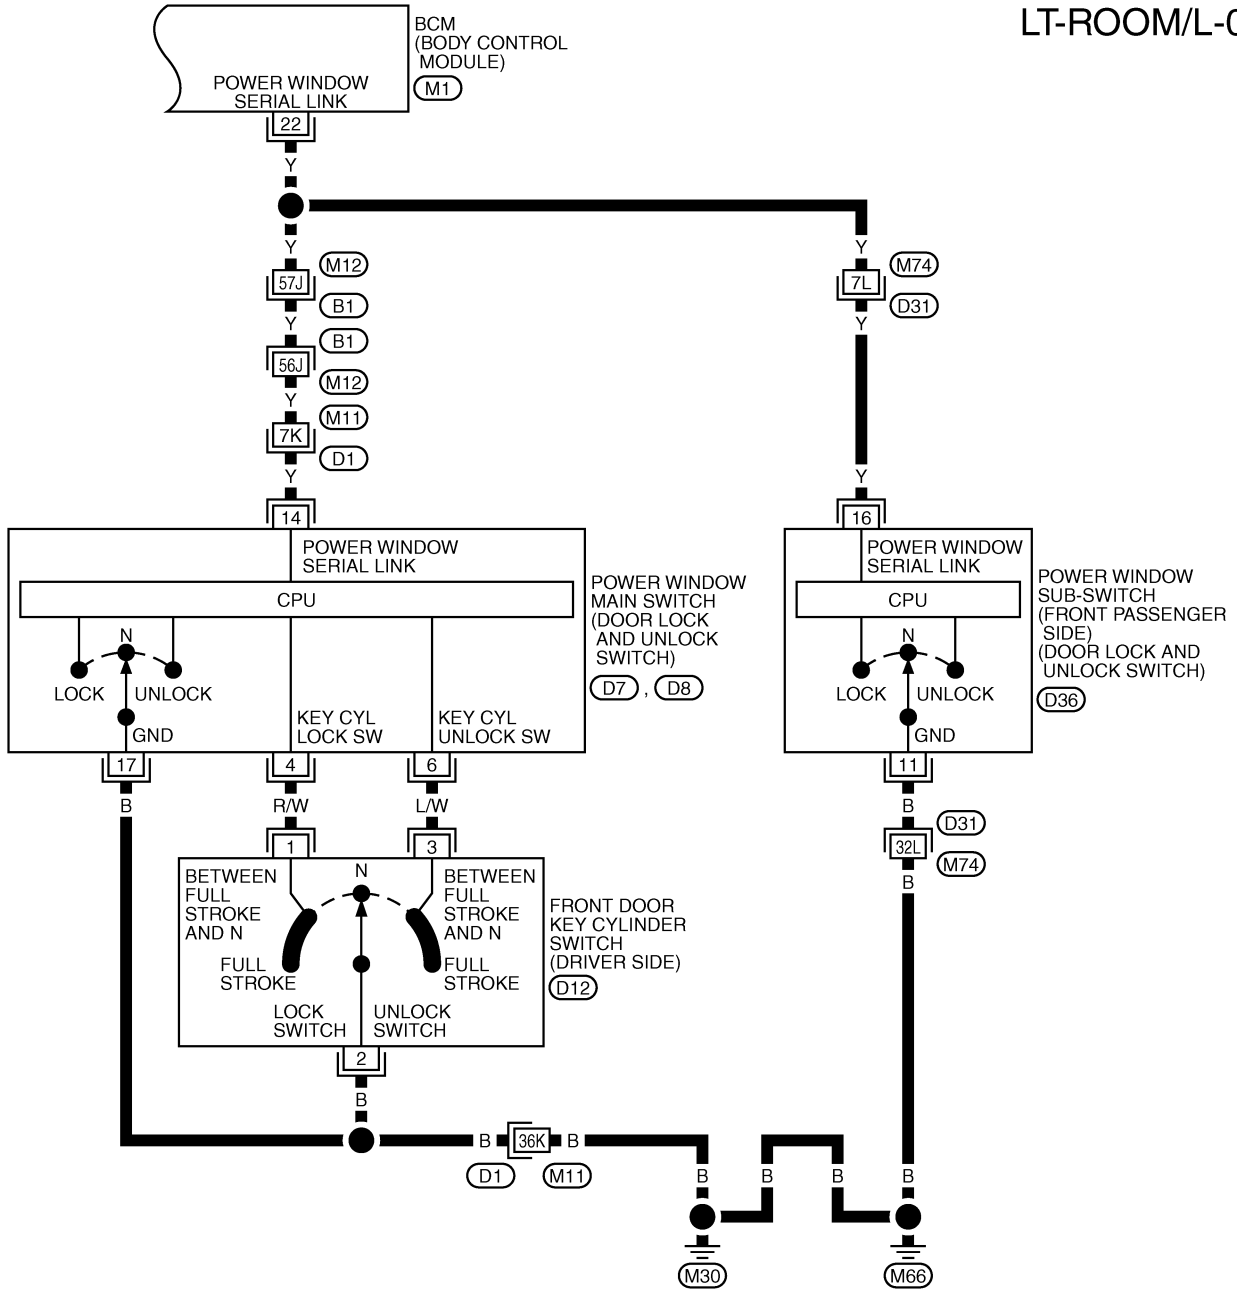 LT-ROOM/L-0
BCM
(BODY CONTROL
MODULE)
M1
POWER WINDOW
SERIAL LINK
22
Y
Y
M12
57J
B1
Y
B1
56J
M12
Y
M11
7K
D1
Y
14
Y
M74
7L
D31
Y
Y
16
POWER WINDOW
SERIAL LINK
CPU
N
LOCK
UNLOCK
GND
KEY CYL
LOCK SW
KEY CYL
UNLOCK SW
POWER WINDOW
MAIN SWITCH
(DOOR LOCK
AND UNLOCK
SWITCH)
D7 , D8
POWER WINDOW
SERIAL LINK
CPU
N
LOCK
UNLOCK
GND
POWER WINDOW
SUB-SWITCH
(FRONT PASSENGER
SIDE)
(DOOR LOCK AND
UNLOCK SWITCH)
D36
17
4
6
11
B
R/W
L/W
B
1
3
D31
32L
M74
B
BETWEEN
FULL
STROKE
AND N
N
BETWEEN
FULL
STROKE
AND N
FULL
STROKE
FULL
STROKE
LOCK
SWITCH
UNLOCK
SWITCH
FRONT DOOR
KEY CYLINDER
SWITCH
(DRIVER SIDE)
D12
2
B
B
36K
B
D1
M11
B
B
B
B
M30
M66